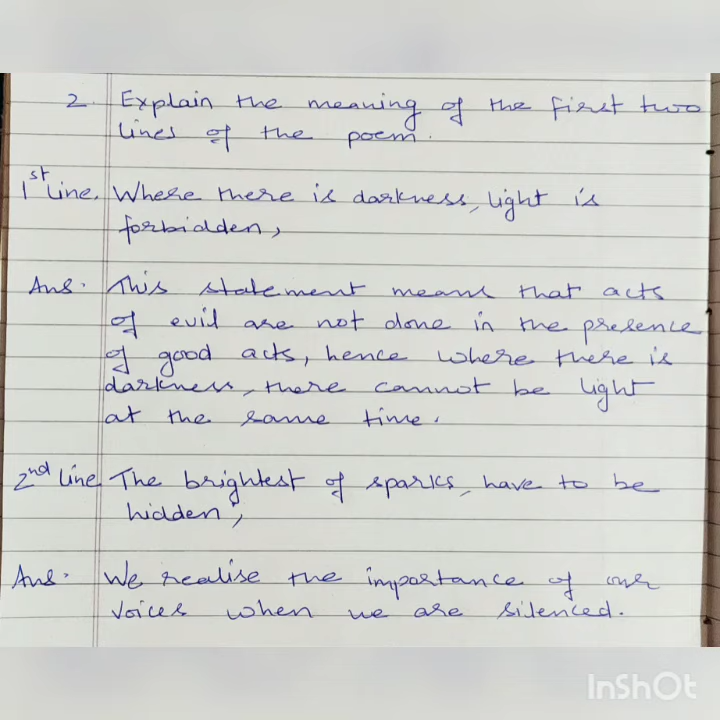 2. Explain the meaning of the first two
lines of the poem.
1st line. Where there is darkness, light is
forbidden,
Ans. This statement means that acts
of evil are not done in the presence
of good acts, hence where there is
darkness, there cannot be light
at the same time.
2nd line. The brightest of sparks, have to be
hidden;
Ans. We realise the importance of our
voices when we are silenced.
InShOt